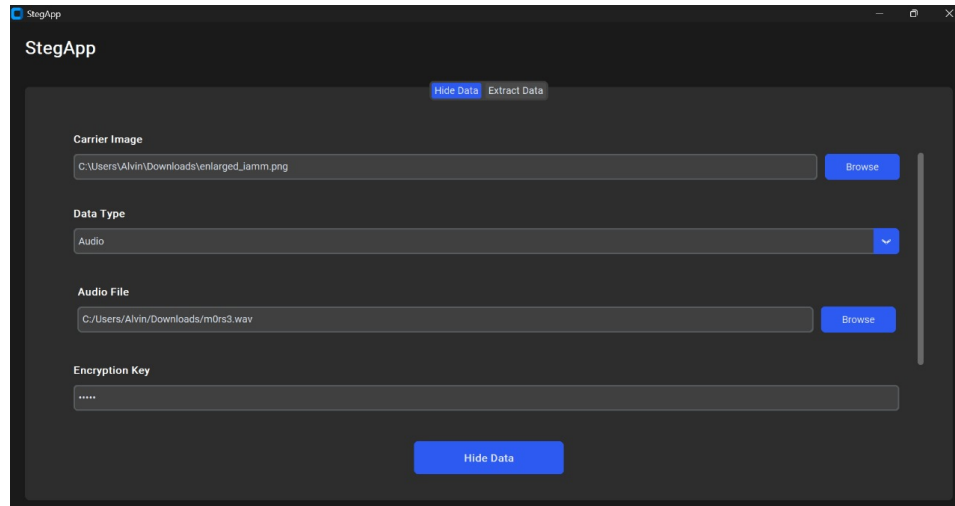 StegApp
StegApp
Hide Data Extract Data
Carrier Image
C:\Users\Alvin\Downloads\enlarged_iamm.png
Browse
Data Type
Audio
Audio File
C:/Users/Alvin/Downloads/m0rs3.wav
Browse
Encryption Key
•••••
Hide Data